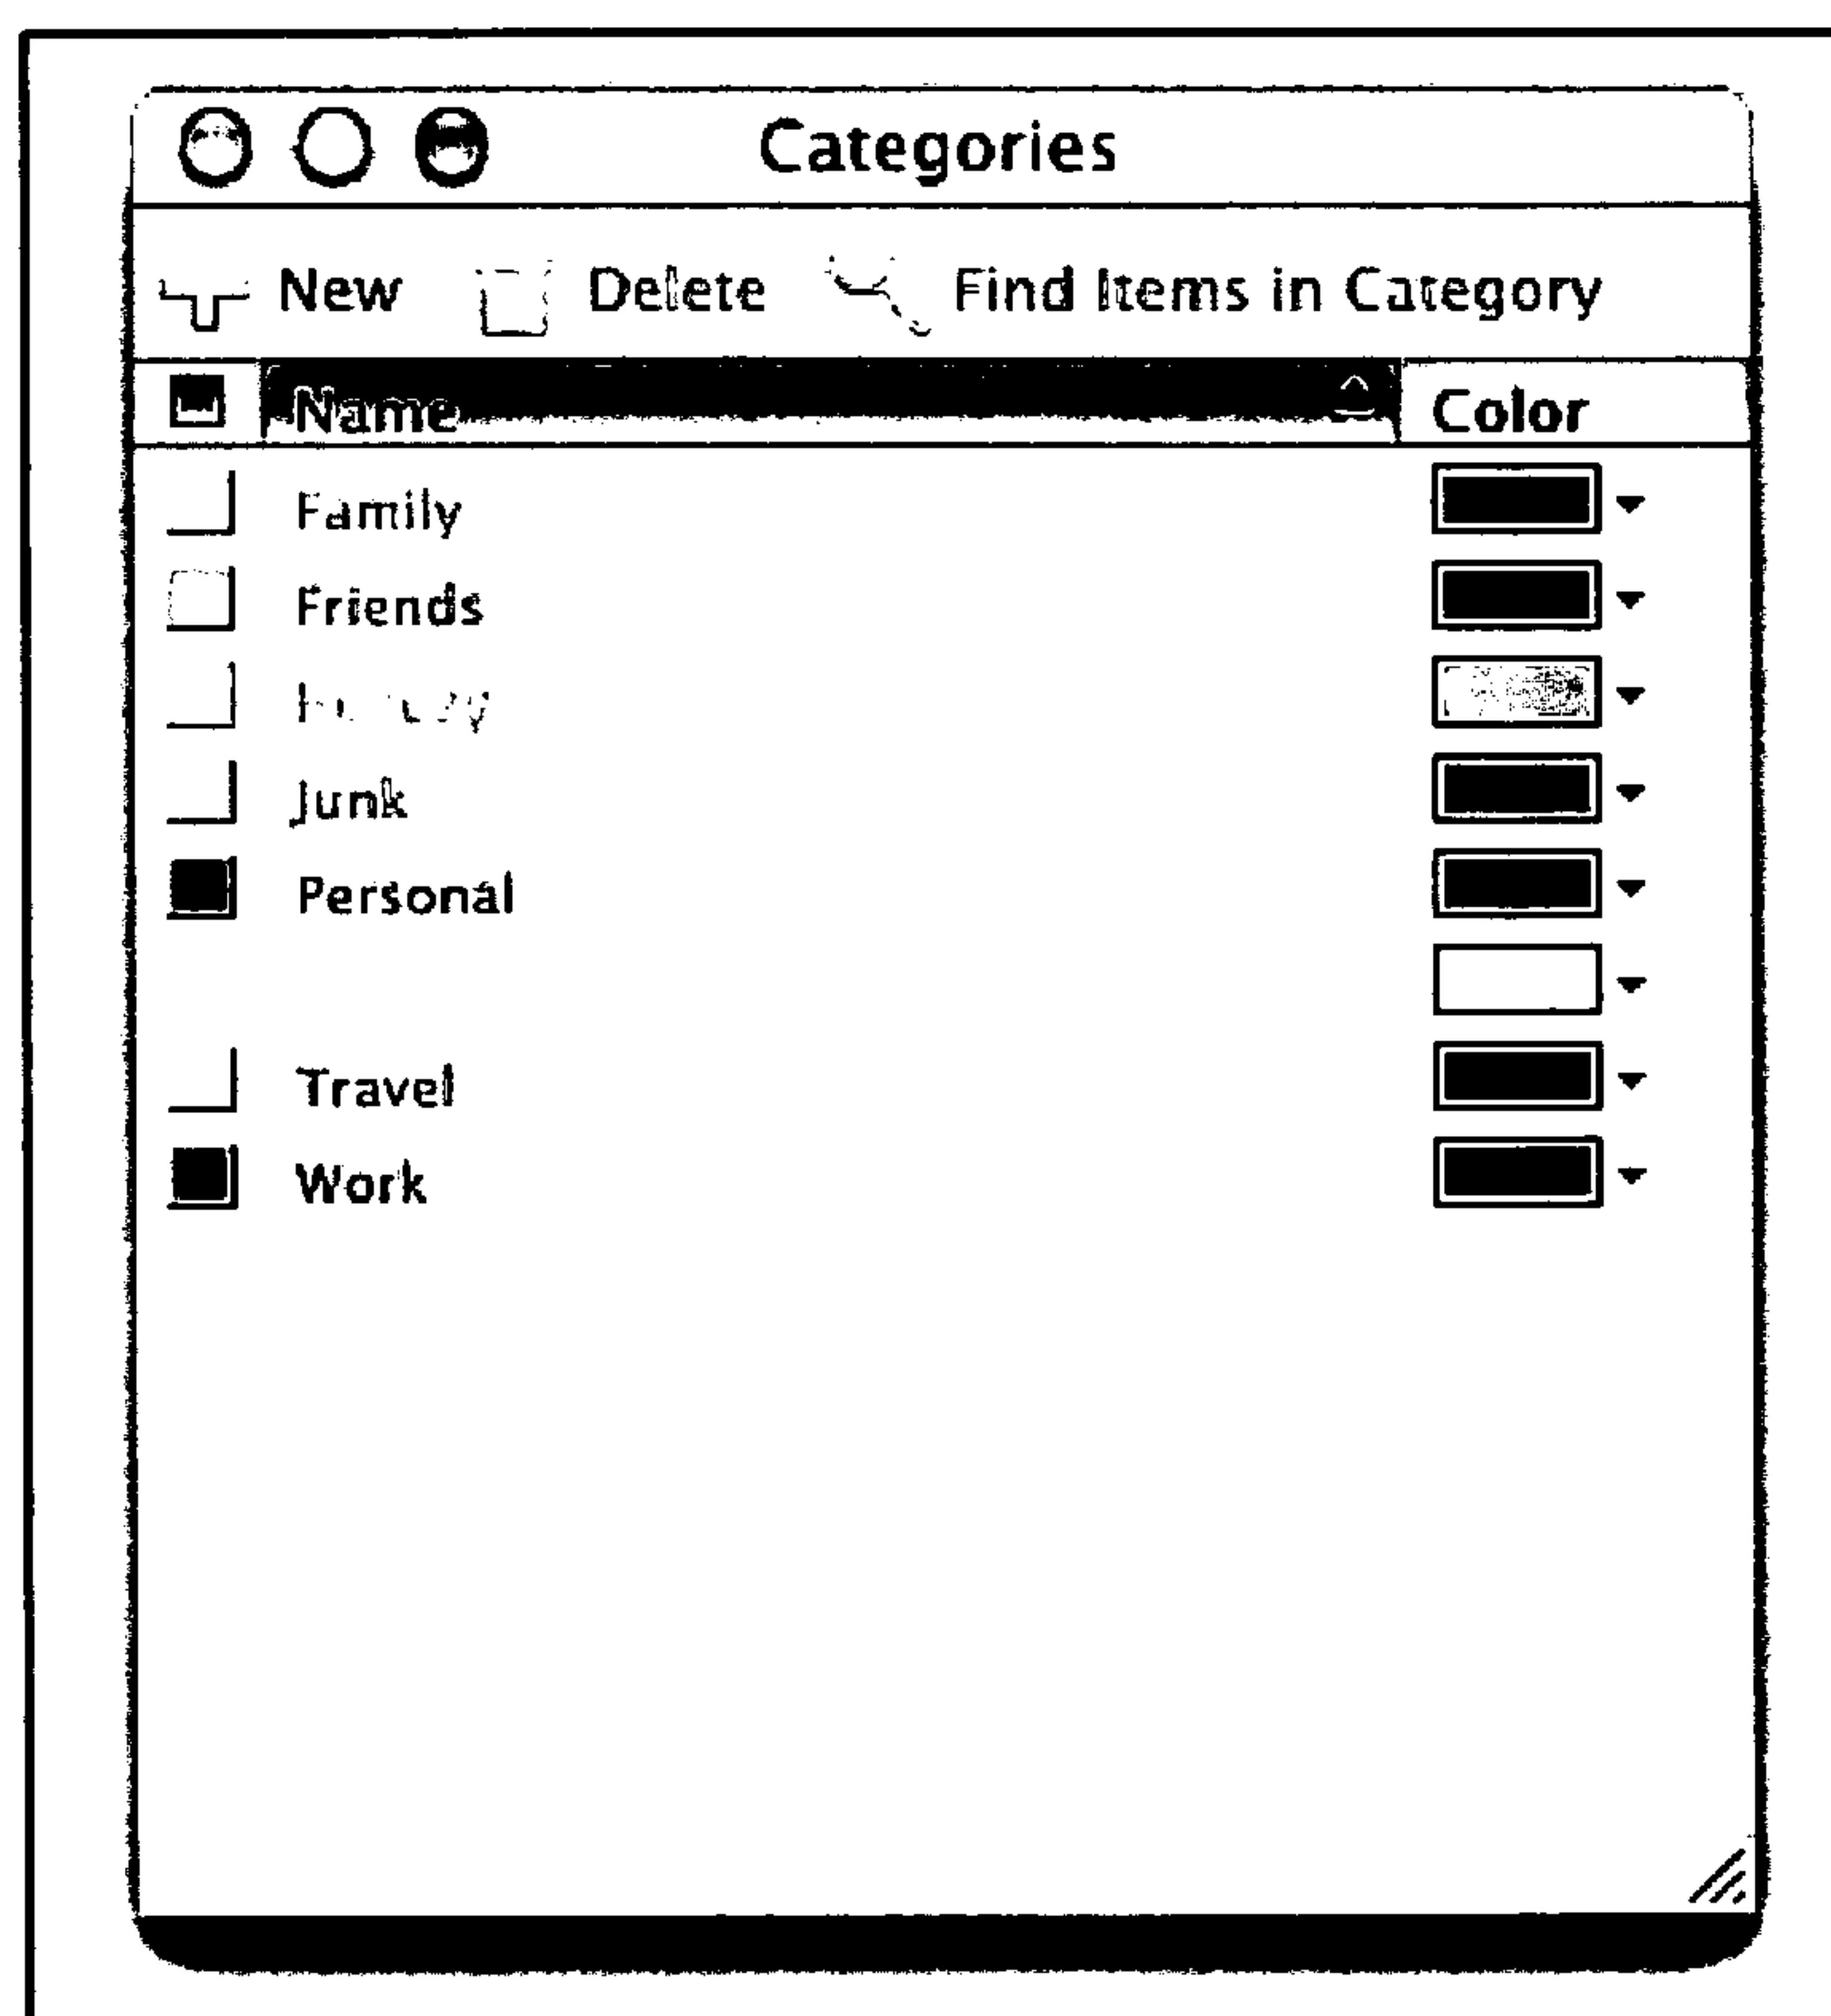 Categories
New Delete Find Items in Category
Name Color
Family
Friends
Junk
Personal
Travel
Work